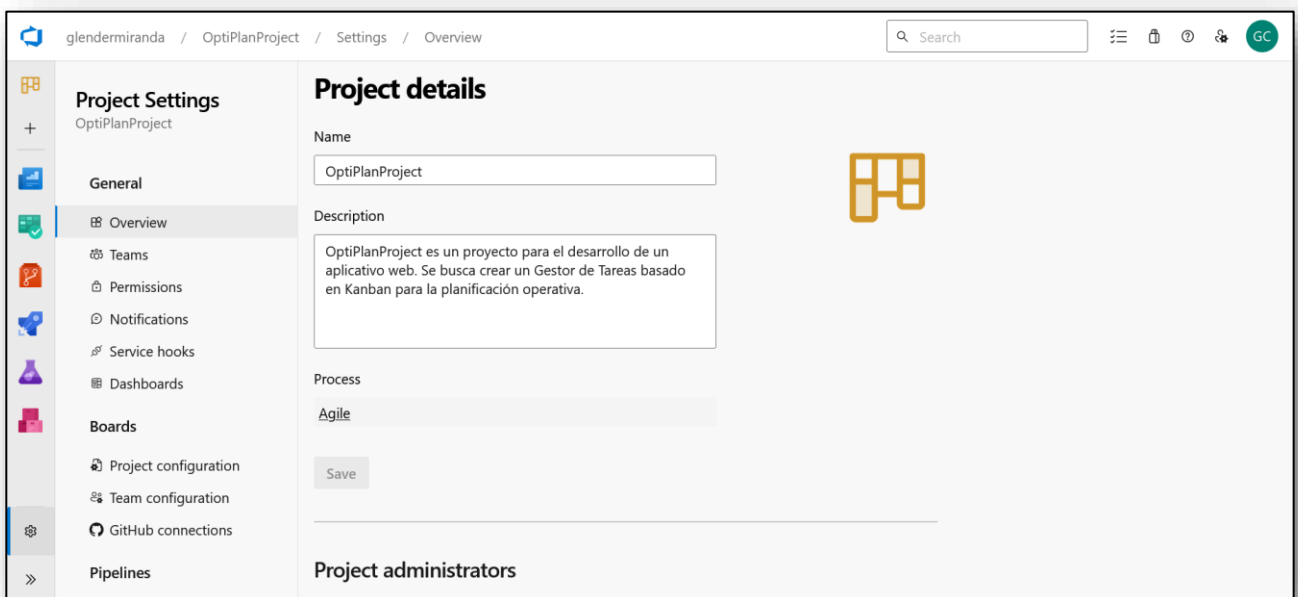 glendermiranda / OptiPlanProject / Settings / Overview
Search
GC
Project Settings
OptiPlanProject
General
Overview
Teams
Permissions
Notifications
Service hooks
Dashboards
Boards
Project configuration
Team configuration
GitHub connections
Pipelines
Project details
Name
OptiPlanProject
Description
OptiPlanProject es un proyecto para el desarrollo de un
aplicativo web. Se busca crear un Gestor de Tareas basado
en Kanban para la planificación operativa.
Process
Agile
Save
Project administrators